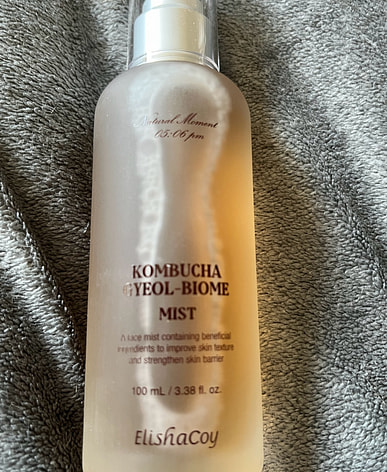 Natural Moment
05:06 pm
KOMBUCHA
GYEOL-BIOME
MIST
A face mist containing beneficial
ingredients to improve skin texture
and strengthen skin barrier
100 mL / 3.38 fl. oz.
ElishaCoy